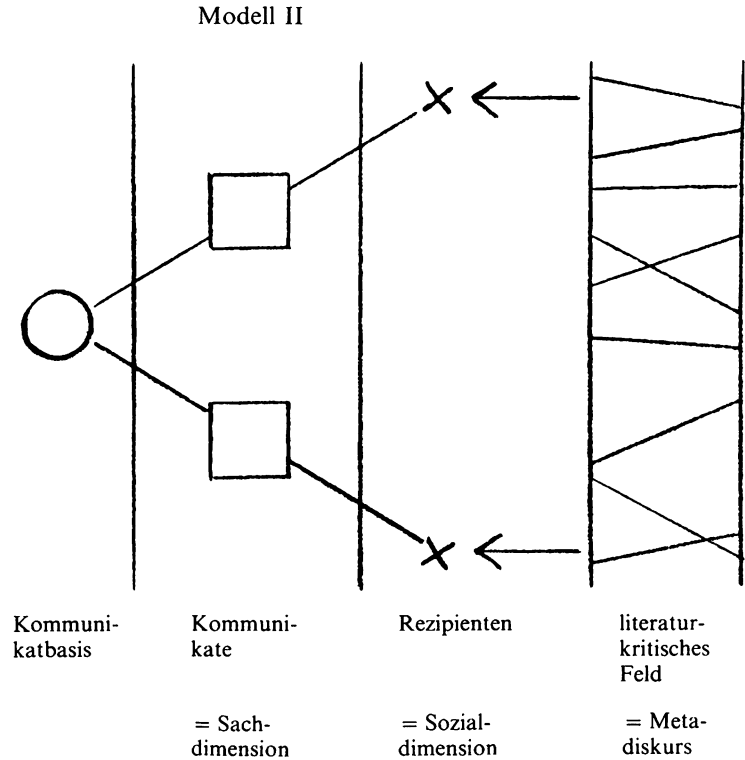 Modell II
Kommuni-
katbasis
Kommuni-
kate
= Sach-
dimension
Rezipienten
= Sozial-
dimension
literatur-
kritisches
Feld
= Meta-
diskurs